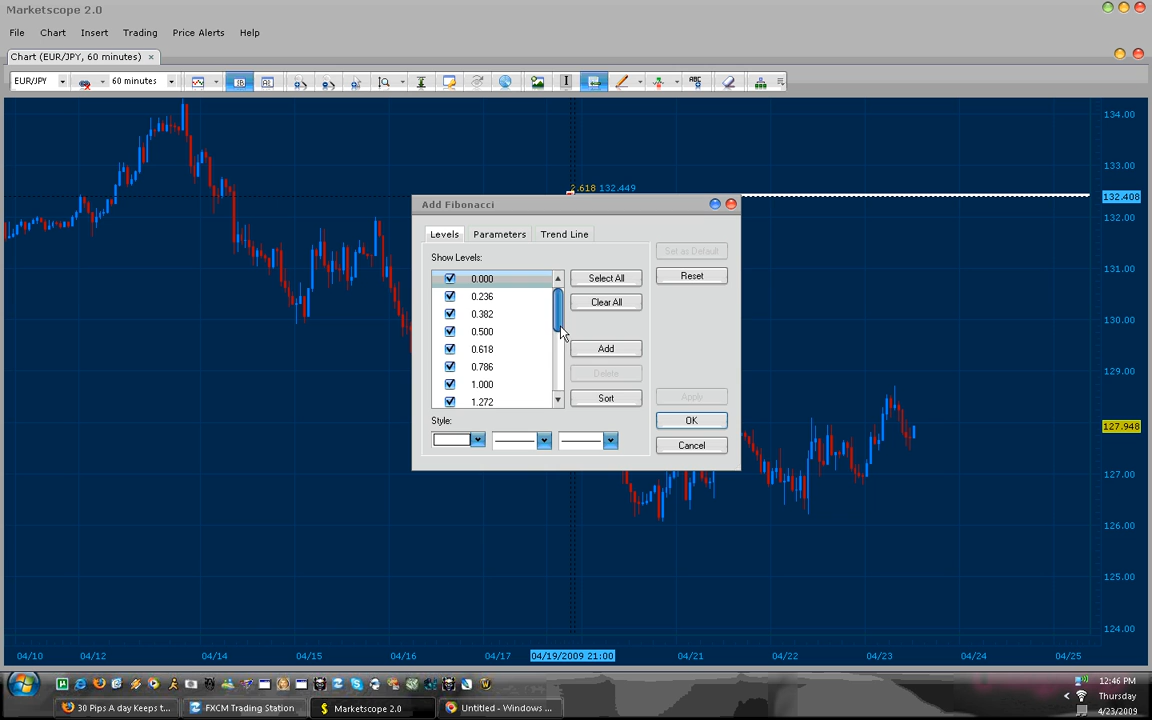 Marketscope 2.0
File Chart Insert Trading Price Alerts Help
Chart (EUR/JPY, 60 minutes) ×
EUR/JPY 60 minutes ABC
134.00
133.00
2.618 132.449
132.408
132.00
131.00
130.00
129.00
127.948
127.00
126.00
125.00
124.00
Add Fibonacci
Levels Parameters Trend Line
Show Levels:
0.000
0.236
0.382
0.500
0.618
0.786
1.000
1.272
Select All
Clear All
Add
Delete
Sort
Set as Default
Reset
Apply
OK
Cancel
Style:
04/10 04/12 04/14 04/15 04/16 04/17 04/19/2009 21:00 04/21 04/22 04/23 04/24 04/25
12:46 PM
Thursday
4/23/2009
30 Pips A day Keeps t... FXCM Trading Station Marketscope 2.0 Untitled - Windows ...